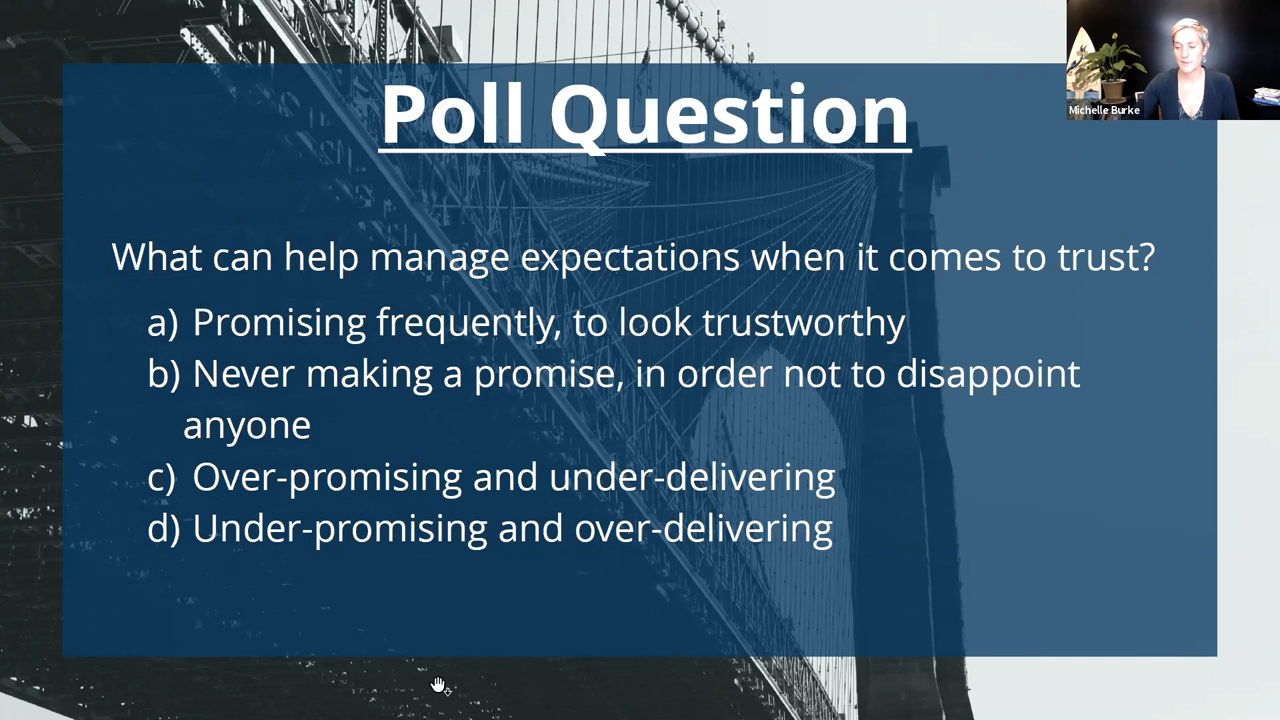 Poll Question
Michelle Burke
What can help manage expectations when it comes to trust?
a) Promising frequently, to look trustworthy
b) Never making a promise, in order not to disappoint
anyone
c) Over-promising and under-delivering
d) Under-promising and over-delivering